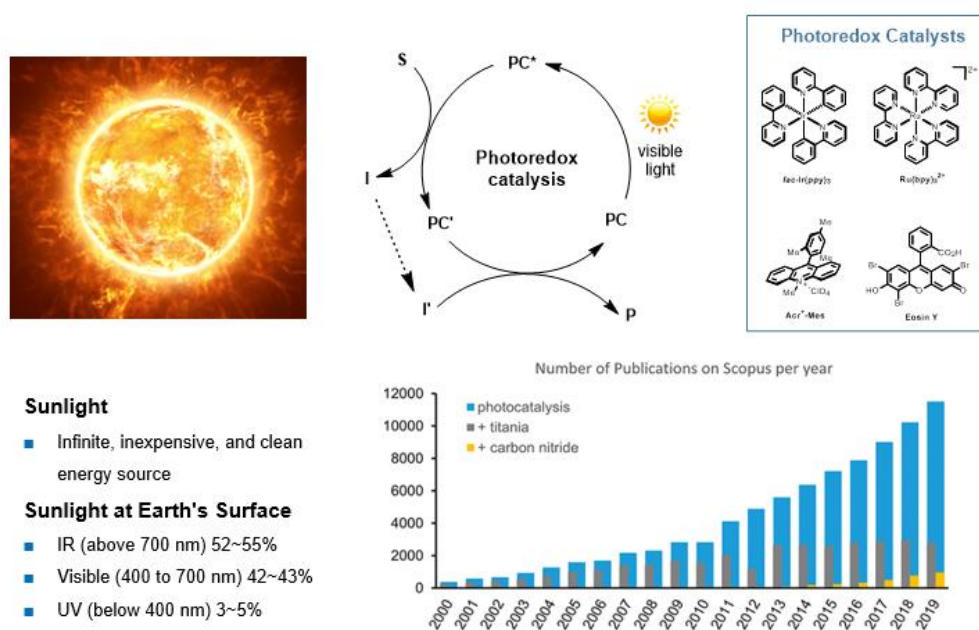 Photoredox Catalysts
S
PC*
Photoredox
catalysis
visible
light
I
PC'
PC
I'
P
2+
fac-Ir(ppy)3
Ru(bpy)3²⁺
Me
Me
Me
N+
Me
ClO4
Acr⁺-Mes
CO2H
Br
Br
HO
O
O
Br
Eosin Y
Sunlight
Infinite, inexpensive, and clean
energy source
Sunlight at Earth's Surface
IR (above 700 nm) 52~55%
Visible (400 to 700 nm) 42~43%
UV (below 400 nm) 3~5%
Number of Publications on Scopus per year
12000
10000
8000
6000
4000
2000
0
photocatalysis
+ titania
+ carbon nitride
2000
2001
2002
2003
2004
2005
2006
2007
2008
2009
2010
2011
2012
2013
2014
2015
2016
2017
2018
2019